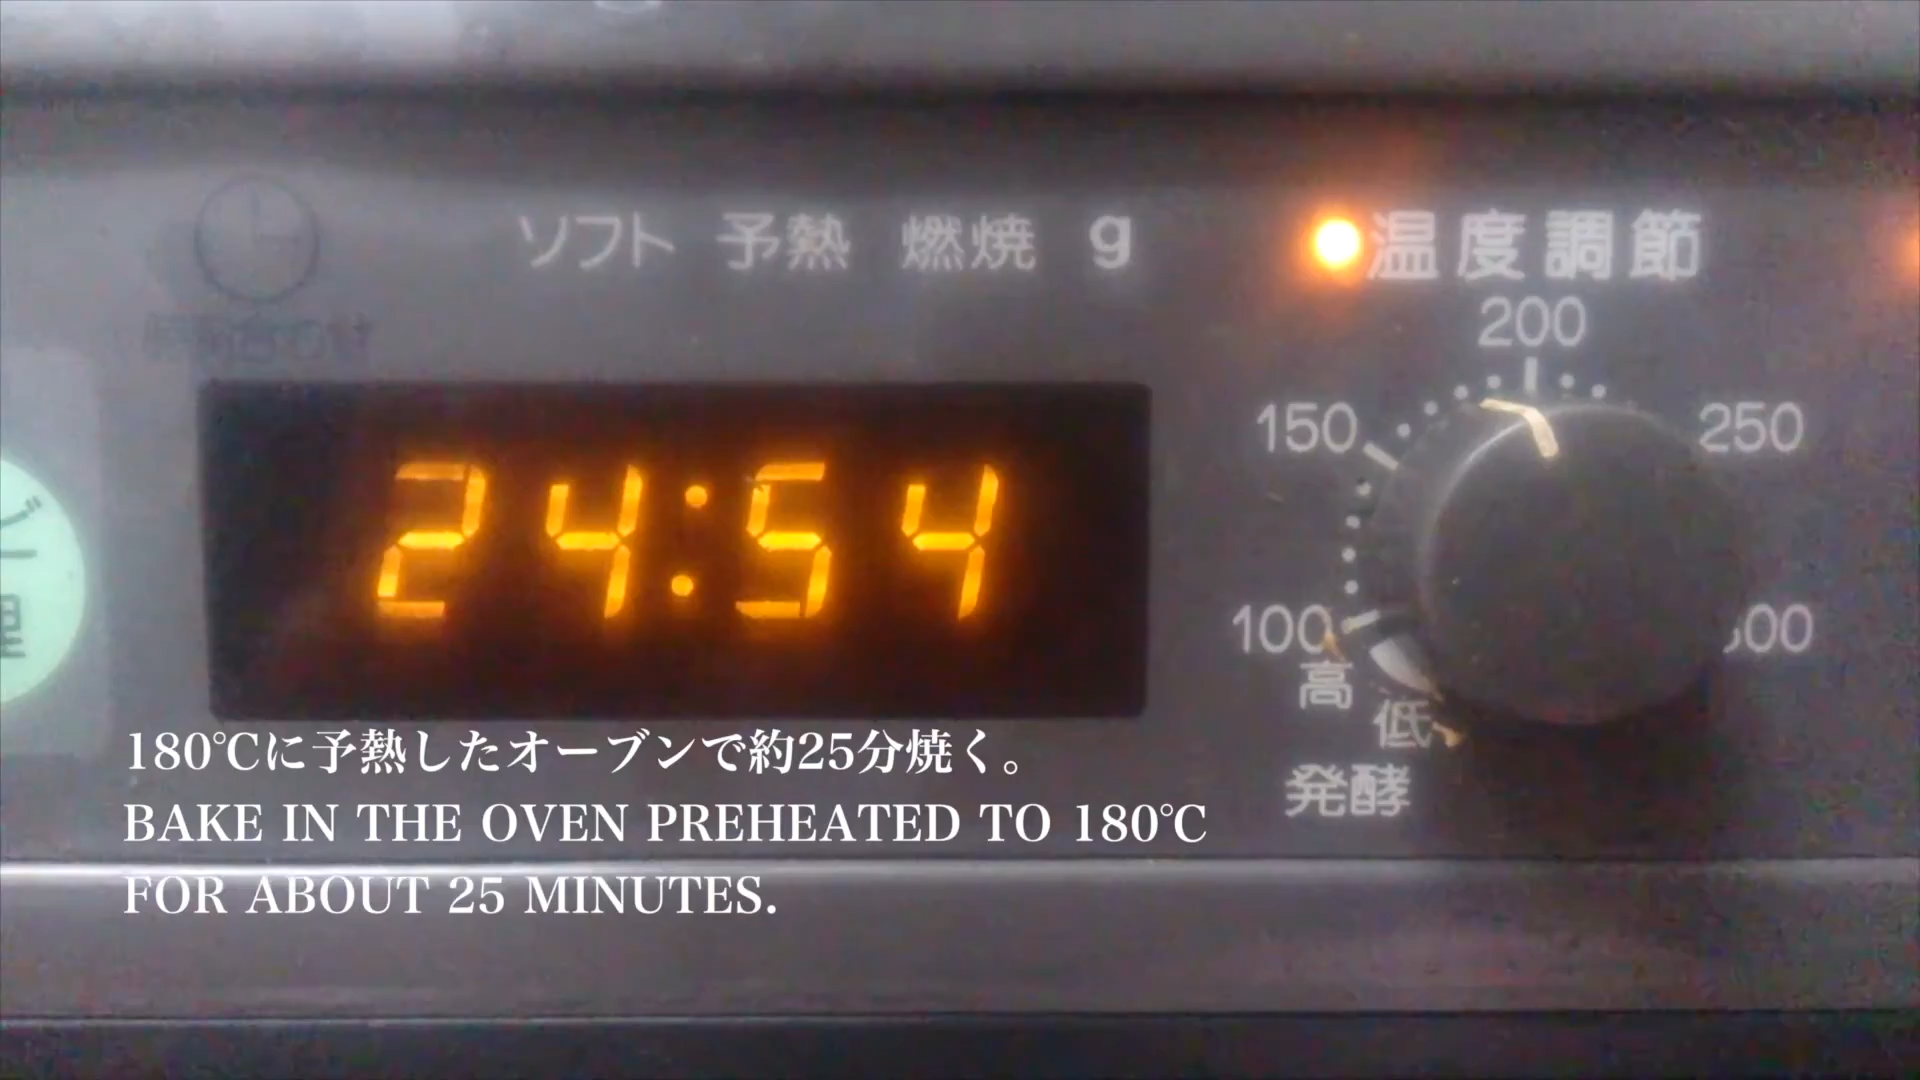 ソフト 予熱 燃焼 g
温度調節
200
150
250
24:54
100
00
高
低
発酵
180℃に予熱したオーブンで約25分焼く。
BAKE IN THE OVEN PREHEATED TO 180℃
FOR ABOUT 25 MINUTES.